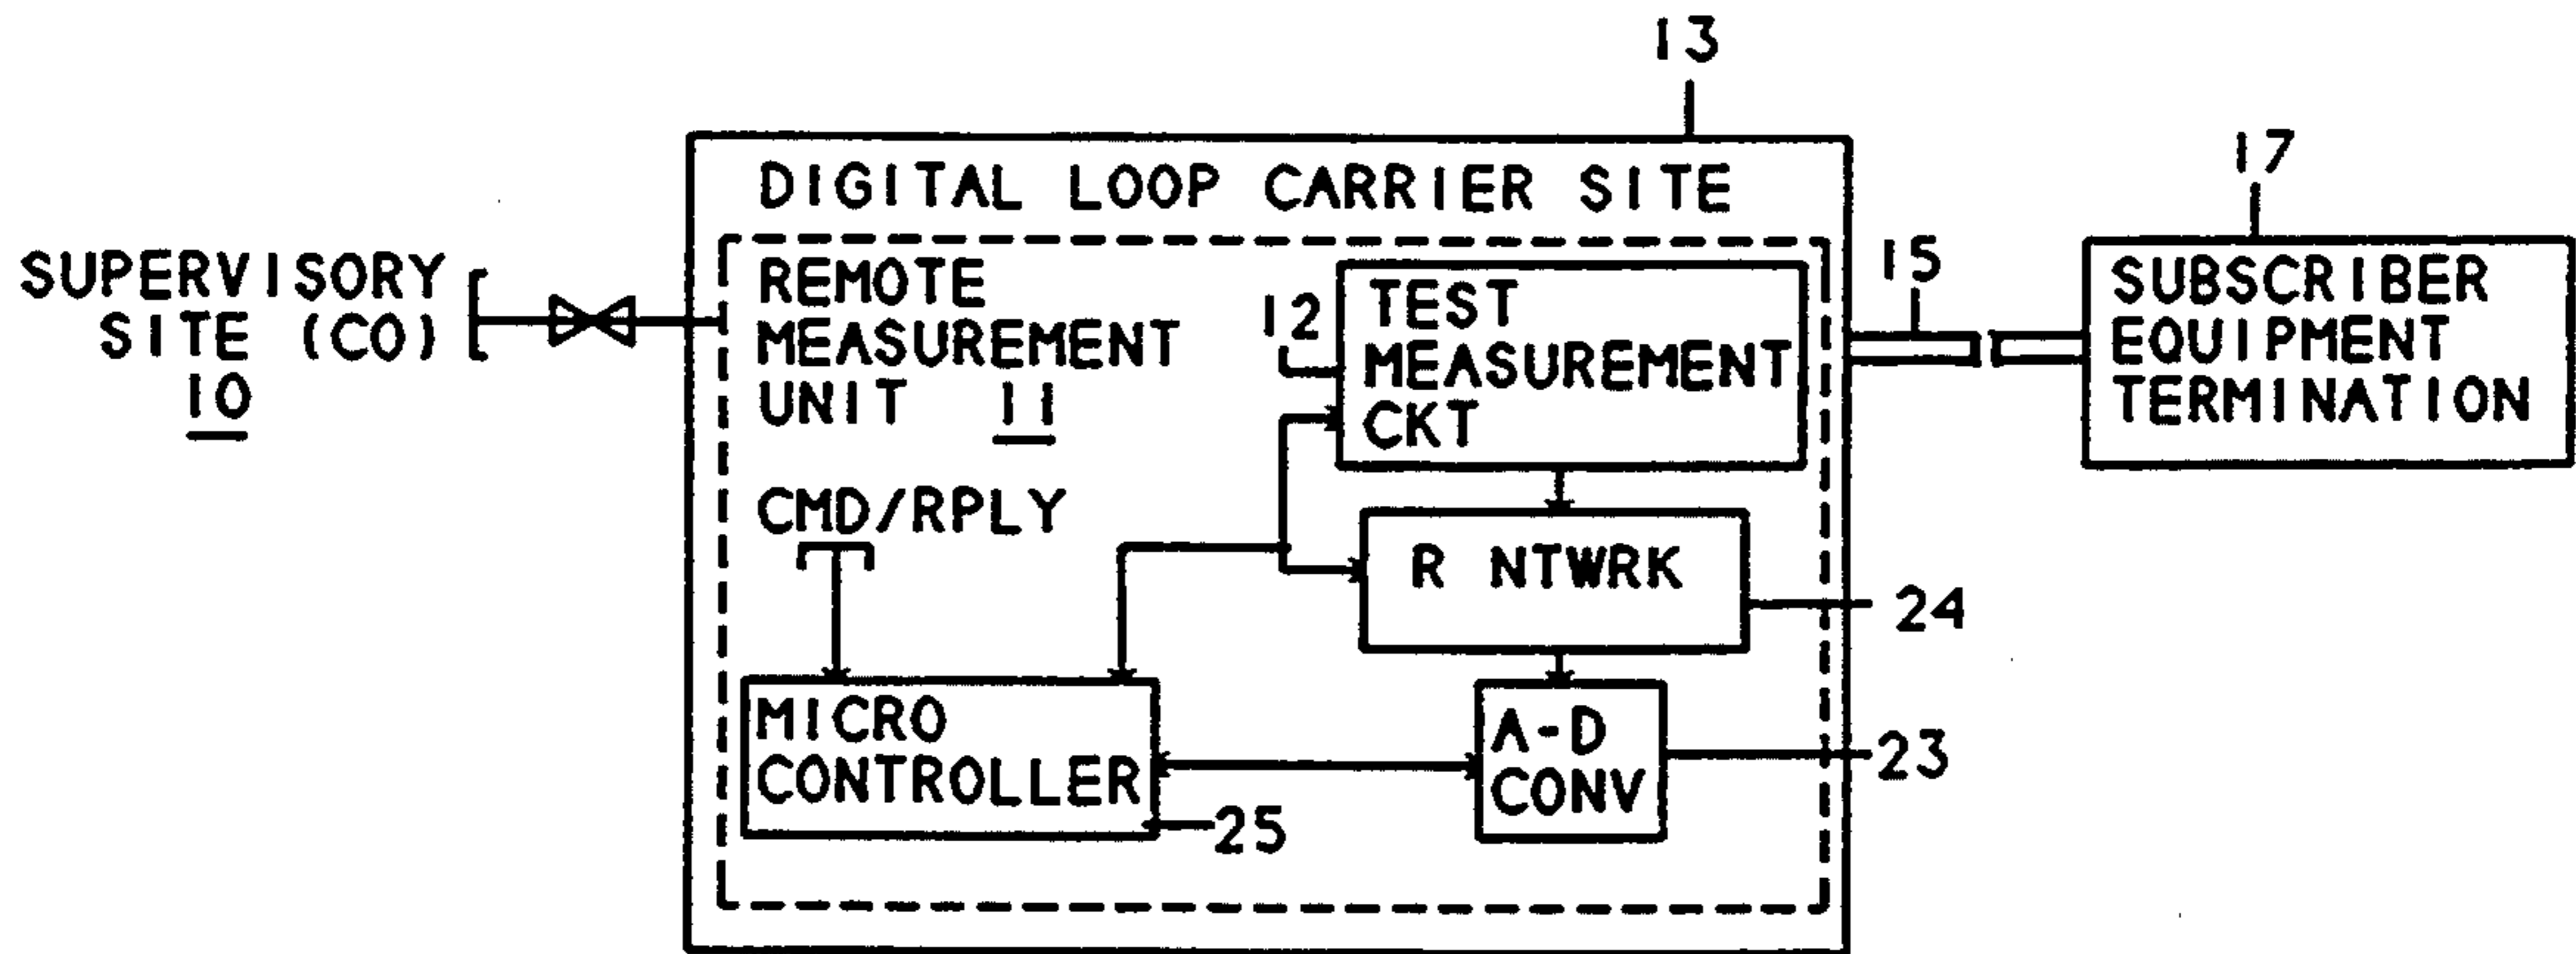 13
DIGITAL LOOP CARRIER SITE
17
SUPERVISORY
SITE (CO)
10
REMOTE
MEASUREMENT
UNIT 11
12
TEST
MEASUREMENT
CKT
15
SUBSCRIBER
EQUIPMENT
TERMINATION
CMD/RPLY
R NTWRK
24
MICRO
CONTROLLER
25
A-D
CONV
23